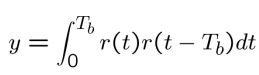 y = ∫_0^{T_b} r(t)r(t − T_b)dt